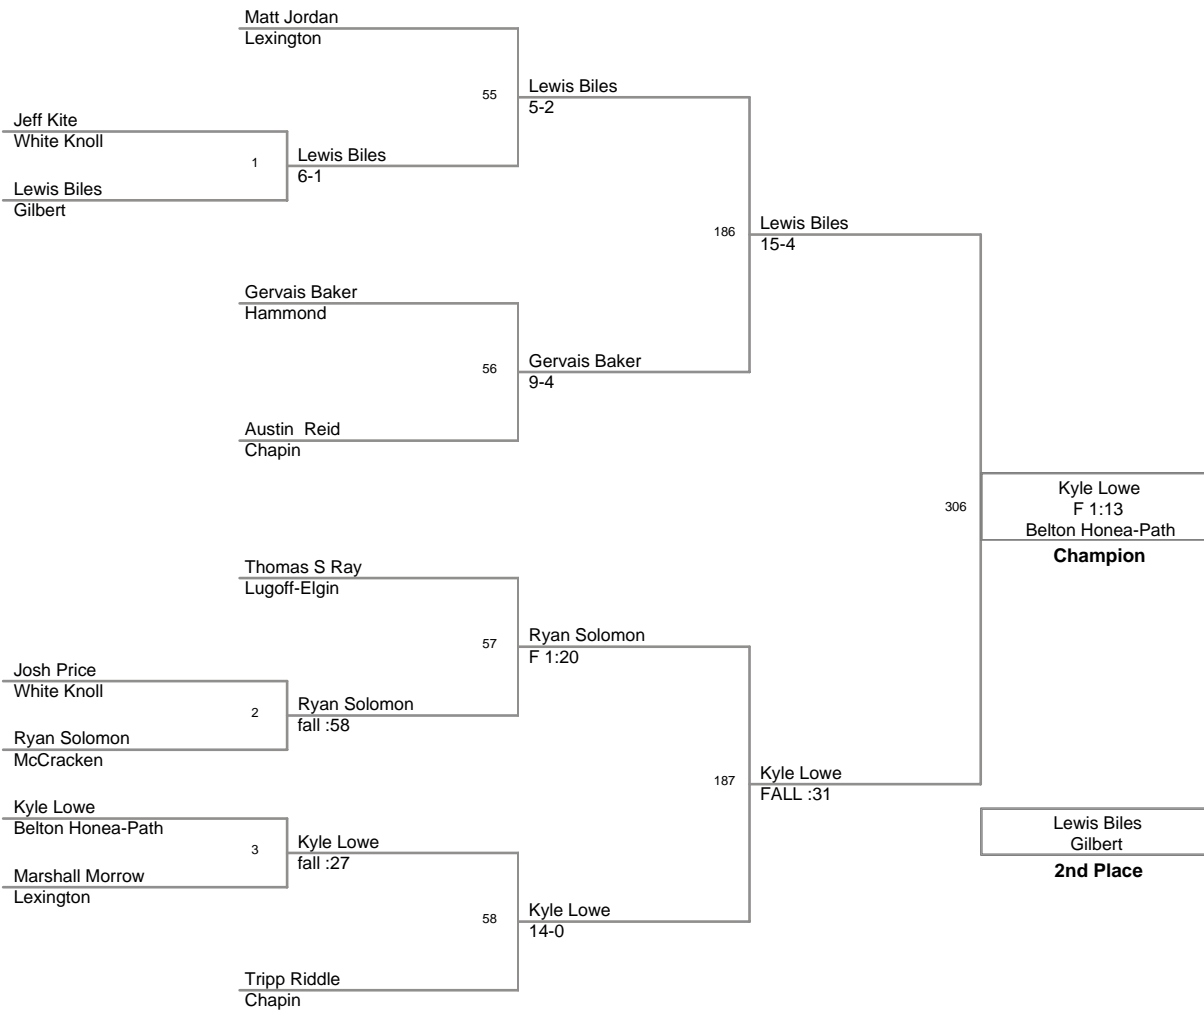 Matt Jordan
Lexington
55
Lewis Biles
5-2
Jeff Kite
White Knoll
1
Lewis Biles
6-1
Lewis Biles
Gilbert
186
Lewis Biles
15-4
Gervais Baker
Hammond
56
Gervais Baker
9-4
Austin  Reid
Chapin
306
Kyle Lowe
F 1:13
Belton Honea-Path
Champion
Thomas S Ray
Lugoff-Elgin
57
Ryan Solomon
F 1:20
Josh Price
White Knoll
2
Ryan Solomon
fall :58
Ryan Solomon
McCracken
187
Kyle Lowe
FALL :31
Kyle Lowe
Belton Honea-Path
3
Kyle Lowe
fall :27
Marshall Morrow
Lexington
58
Kyle Lowe
14-0
Tripp Riddle
Chapin
Lewis Biles
Gilbert
2nd Place